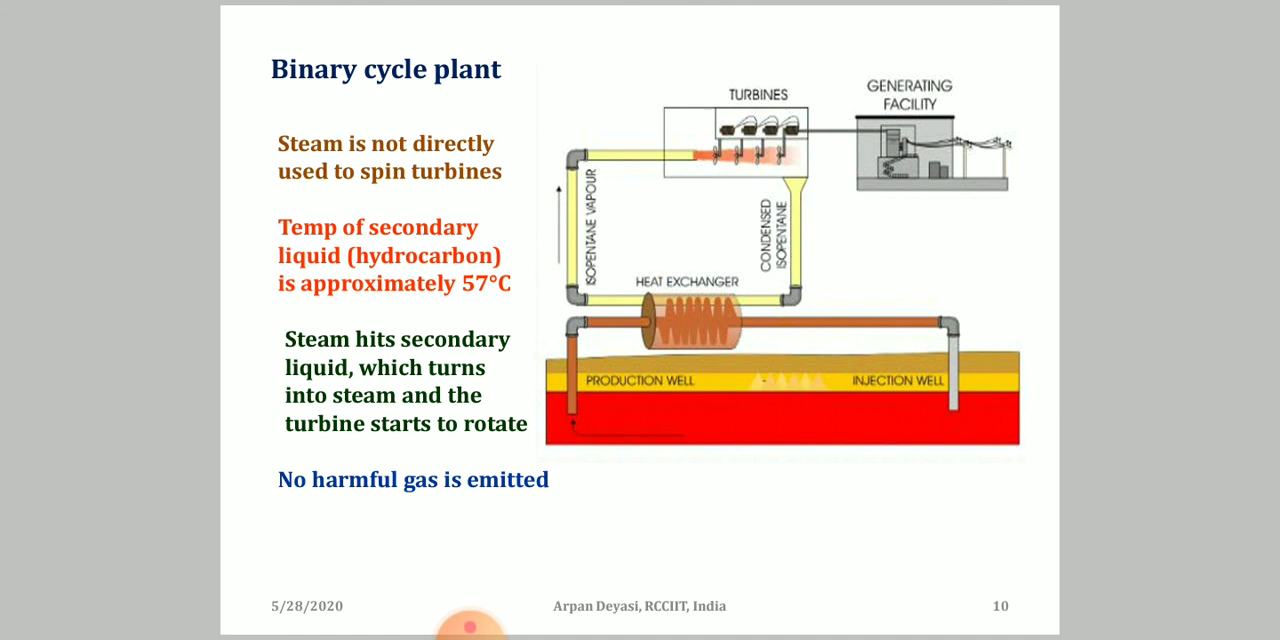 Binary cycle plant
Steam is not directly
used to spin turbines
Temp of secondary
liquid (hydrocarbon)
is approximately 57°C
Steam hits secondary
liquid, which turns
into steam and the
turbine starts to rotate
No harmful gas is emitted
TURBINES
GENERATING
FACILITY
ISOPENTANE VAPOUR
CONDENSED
ISOPENTANE
HEAT EXCHANGER
PRODUCTION WELL
INJECTION WELL
5/28/2020
Arpan Deyasi, RCCIIT, India
10